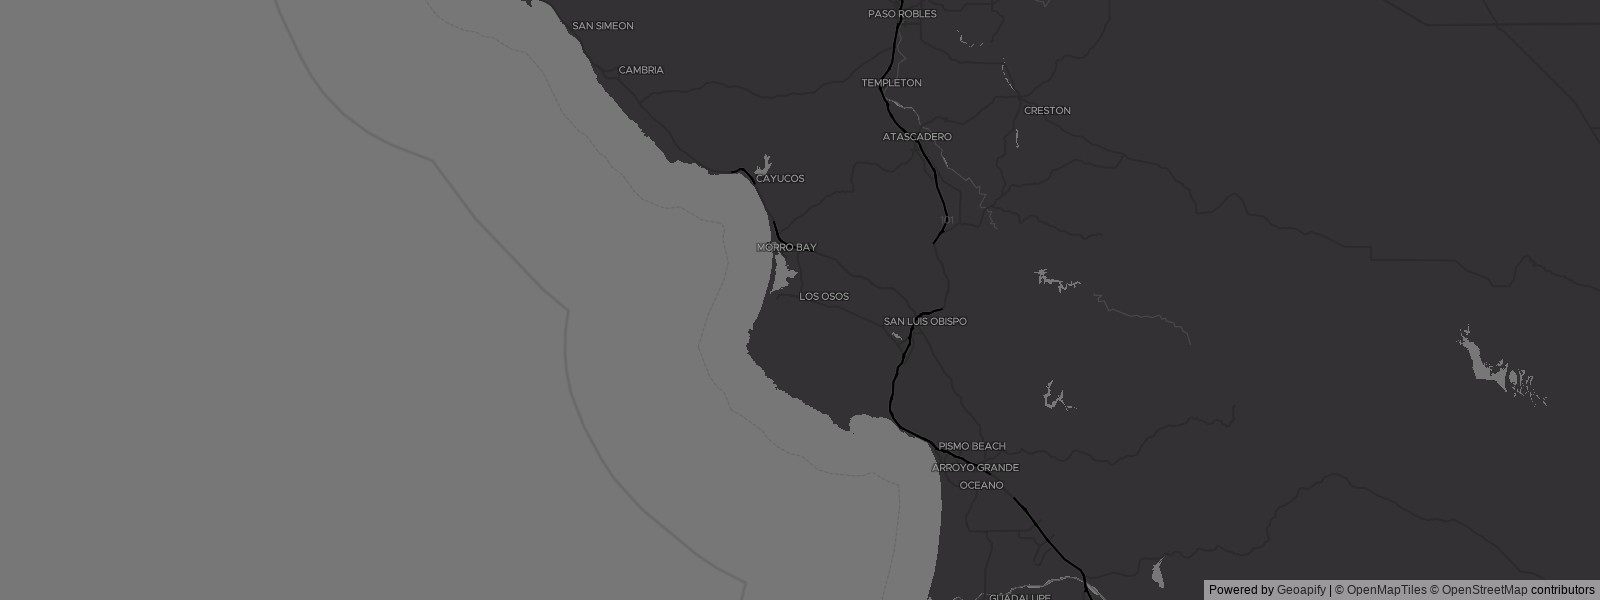 PASO ROBLES
SAN SIMEON
CAMBRIA
TEMPLETON
CRESTON
ATASCADERO
CAYUCOS
101
MORRO BAY
LOS OSOS
SAN LUIS OBISPO
PISMO BEACH
ARROYO GRANDE
OCEANO
GUADALUPE
Powered by Geoapify | © OpenMapTiles © OpenStreetMap contributors